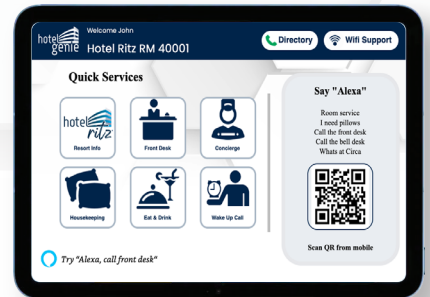 hotel genie
Welcome John
Hotel Ritz RM 40001
Directory
Wifi Support
Quick Services
hotel
ritz
Resort Info
Front Desk
Concierge
Housekeeping
Eat & Drink
Wake Up Call
Try "Alexa, call front desk"
Say "Alexa"
Room service
I need pillows
Call the front desk
Call the bell desk
Whats at Circa
Scan QR from mobile